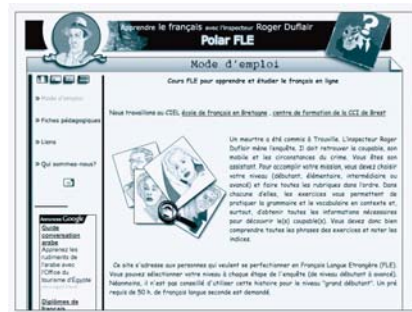 Apprendre le français avec l'inspecteur Roger Duflair
Polar FLE
Mode d'emploi
Cours FLE pour apprendre et étudier le français en ligne
» Mode d'emploi
» Fiches pédagogiques
» Liens
» Qui sommes-nous?
Nous travaillons au CIEL école de français en Bretagne , centre de formation de la CCI de Brest
Un meurtre a été commis à Trouville. L'inspecteur Roger
Duflair mène l'enquête. Il doit retrouver le coupable, son
mobile et les circonstances du crime. Vous êtes son
assistant. Pour accomplir votre mission, vous devez choisir
votre niveau (débutant, élémentaire, intermédiaire ou
avancé) et faire toutes les rubriques dans l'ordre. Dans
chacune d'elles, les exercices vous permettent de
pratiquer la grammaire et le vocabulaire en contexte et,
surtout, d'obtenir toutes les informations nécessaires
pour découvrir le(s) coupable(s). Vous devez donc bien
comprendre toutes les phrases des exercices et noter les
indices.
Annonces Google
Guide
conversation
arabe
Apprenez les
rudiments de
l'arabe avec
l'Office du
tourisme d'Égypte
Diplômes de
français
Ce site s'adresse aux personnes qui veulent se perfectionner en Français Langue Etrangère (FLE).
Vous pouvez sélectionner votre niveau à chaque étape de l'enquête (de niveau débutant à avancé).
Néanmoins, il n'est pas conseillé d'utiliser cette histoire pour le niveau "grand débutant". Un pré
requis de 50 h. de français langue seconde est demandé.